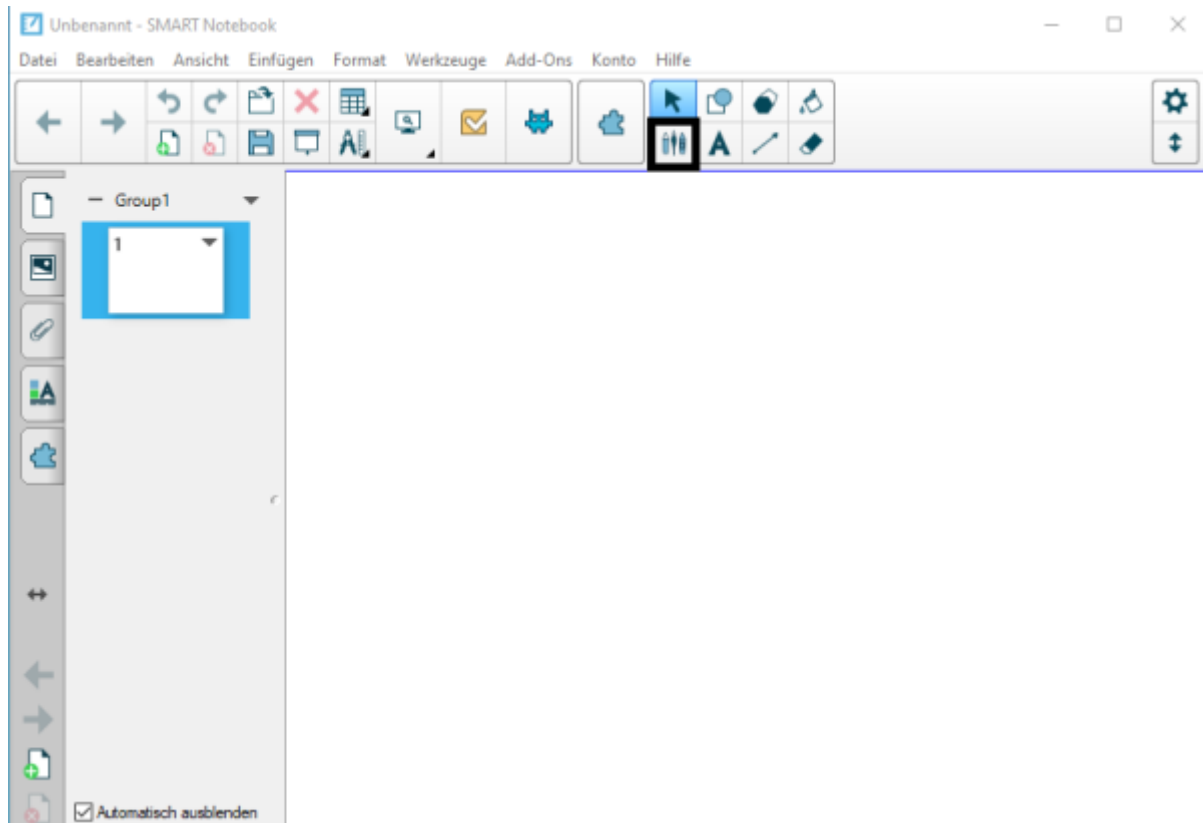 Unbenannt - SMART Notebook
Datei Bearbeiten Ansicht Einfügen Format Werkzeuge Add-Ons Konto Hilfe
Group1
1
Automatisch ausblenden